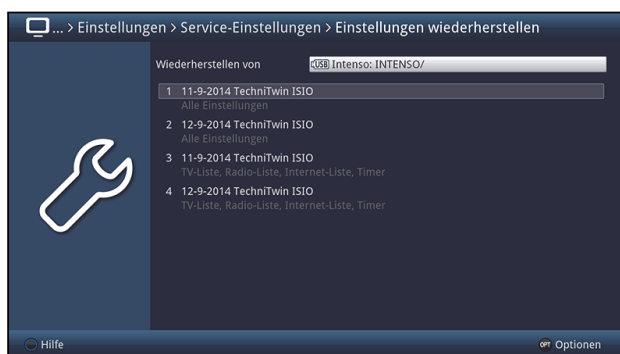 ... > Einstellungen > Service-Einstellungen > Einstellungen wiederherstellen
Wiederherstellen von USB Intenso: INTENSO/
1 11-9-2014 TechniTwin ISIO
Alle Einstellungen
2 12-9-2014 TechniTwin ISIO
Alle Einstellungen
3 11-9-2014 TechniTwin ISIO
TV-Liste, Radio-Liste, Internet-Liste, Timer
4 12-9-2014 TechniTwin ISIO
TV-Liste, Radio-Liste, Internet-Liste, Timer
Hilfe OPT Optionen